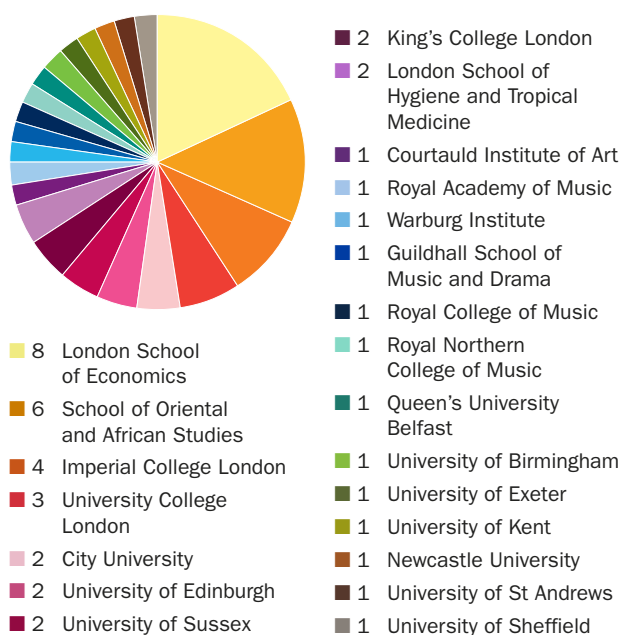 8 London School
of Economics
6 School of Oriental
and African Studies
4 Imperial College London
3 University College
London
2 City University
2 University of Edinburgh
2 University of Sussex
2 King's College London
2 London School of
Hygiene and Tropical
Medicine
1 Courtauld Institute of Art
1 Royal Academy of Music
1 Warburg Institute
1 Guildhall School of
Music and Drama
1 Royal College of Music
1 Royal Northern
College of Music
1 Queen's University
Belfast
1 University of Birmingham
1 University of Exeter
1 University of Kent
1 Newcastle University
1 University of St Andrews
1 University of Sheffield